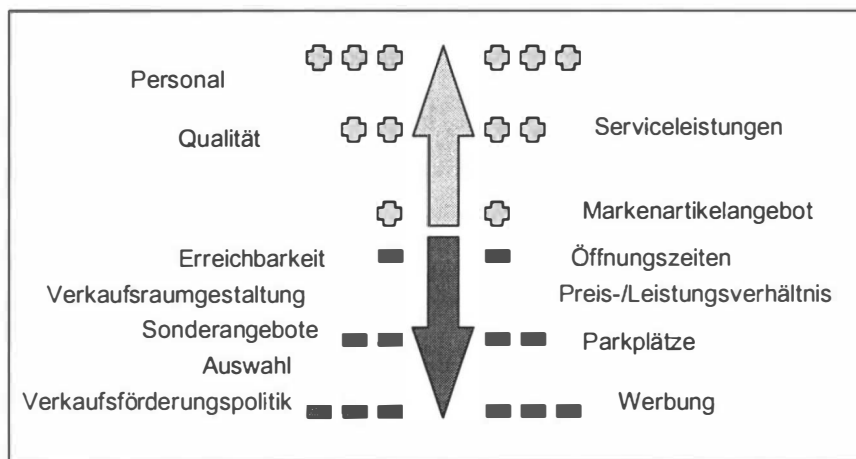 Personal
Qualität Serviceleistungen
Markenartikelangebot
Erreichbarkeit Öffnungszeiten
Verkaufsraumgestaltung Preis-/Leistungsverhältnis
Sonderangebote Parkplätze
Auswahl
Verkaufsförderungspolitik Werbung